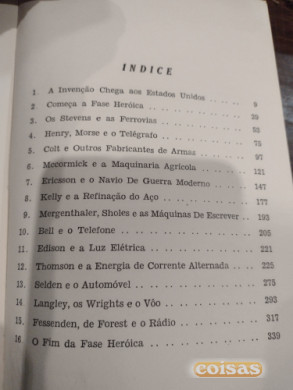 ÍNDICE
1. A Invenção Chega aos Estados Unidos . . . . . 9
2. Começa a Fase Heróica . . . . . . . . 39
3. Os Stevens e as Ferrovias . . . . . . . 53
4. Henry, Morse e o Telégrafo . . . . . . 73
5. Colt e Outros Fabricantes de Armas . . . . 97
6. Mccormick e a Maquinaria Agrícola . . . . 121
7. Ericsson e o Navio De Guerra Moderno . . . 147
8. Kelly e a Refinação do Aço . . . . . . 177
9. Mergenthaler, Sholes e as Máquinas De Escrever . 193
10. Bell e o Telefone . . . . . . . . . 205
11. Edison e a Luz Elétrica . . . . . . . 221
12. Thomson e a Energia de Corrente Alternada . . 225
13. Selden e o Automóvel . . . . . . . . 275
14. Langley, os Wrights e o Vôo . . . . . . 293
15. Fessenden, de Forest e o Rádio . . . . . 317
16 O Fim da Fase Heróica . . . . . . . . 339
coisas